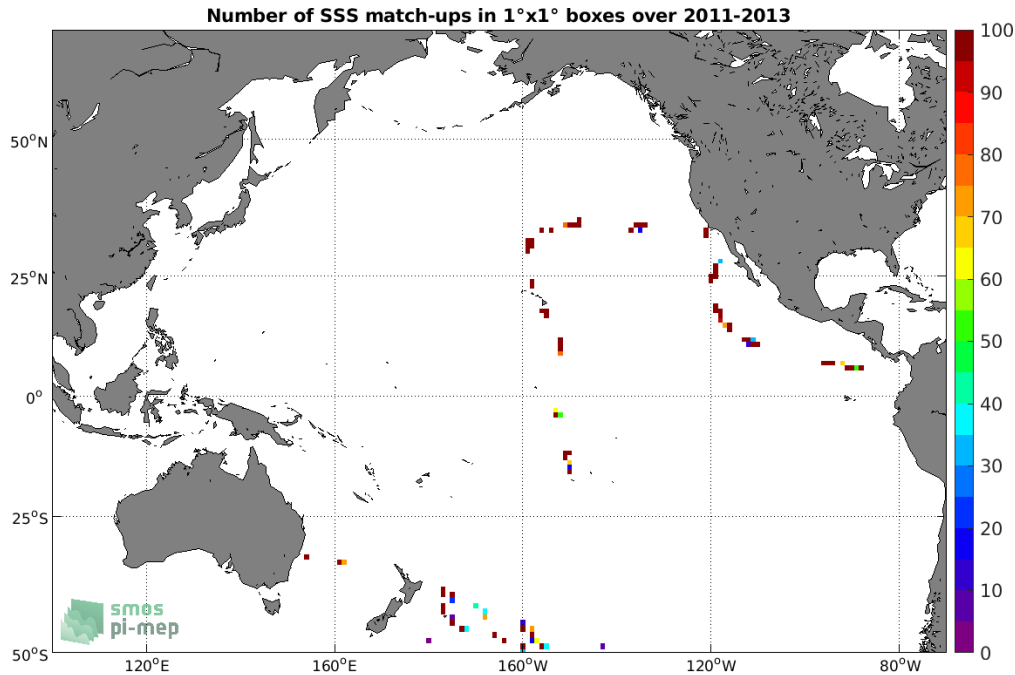 Number of SSS match-ups in 1°x1° boxes over 2011-2013
50°N
25°N
0°
25°S
50°S
120°E
160°E
160°W
120°W
80°W
100
90
80
70
60
50
40
30
20
10
0
smos
pi-mep